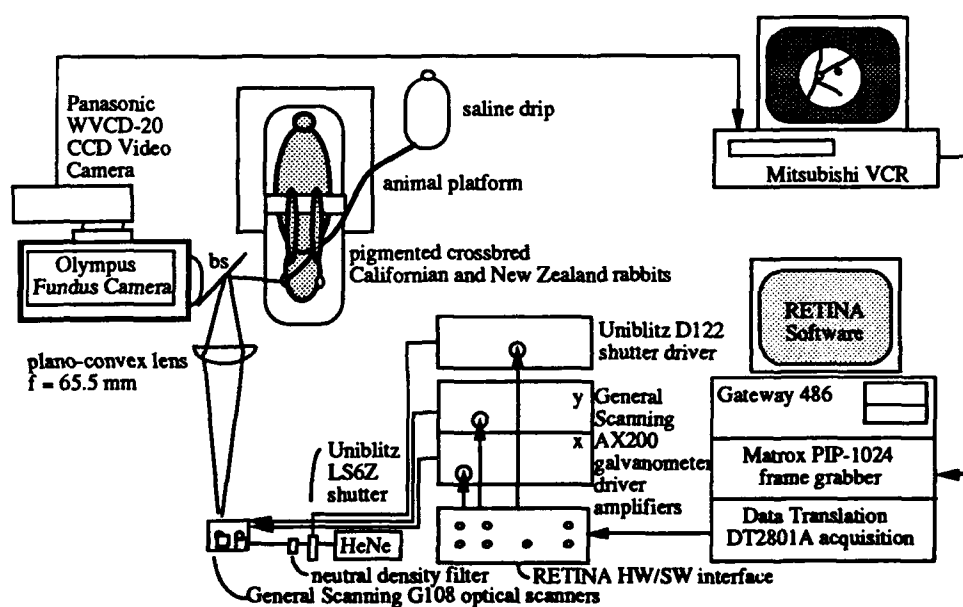 Panasonic
WVCD-20
CCD Video
Camera
saline drip
animal platform
Mitsubishi VCR
Olympus
Fundus Camera
bs
pigmented crossbred
Californian and New Zealand rabbits
plano-convex lens
f = 65.5 mm
Uniblitz D122
shutter driver
RETINA
Software
y General
Scanning
x AX200
galvanometer
driver
amplifiers
Gateway 486
Matrox PIP-1024
frame grabber
Data Translation
DT2801A acquisition
Uniblitz
LS6Z
shutter
HeNe
neutral density filter
RETINA HW/SW interface
General Scanning G108 optical scanners